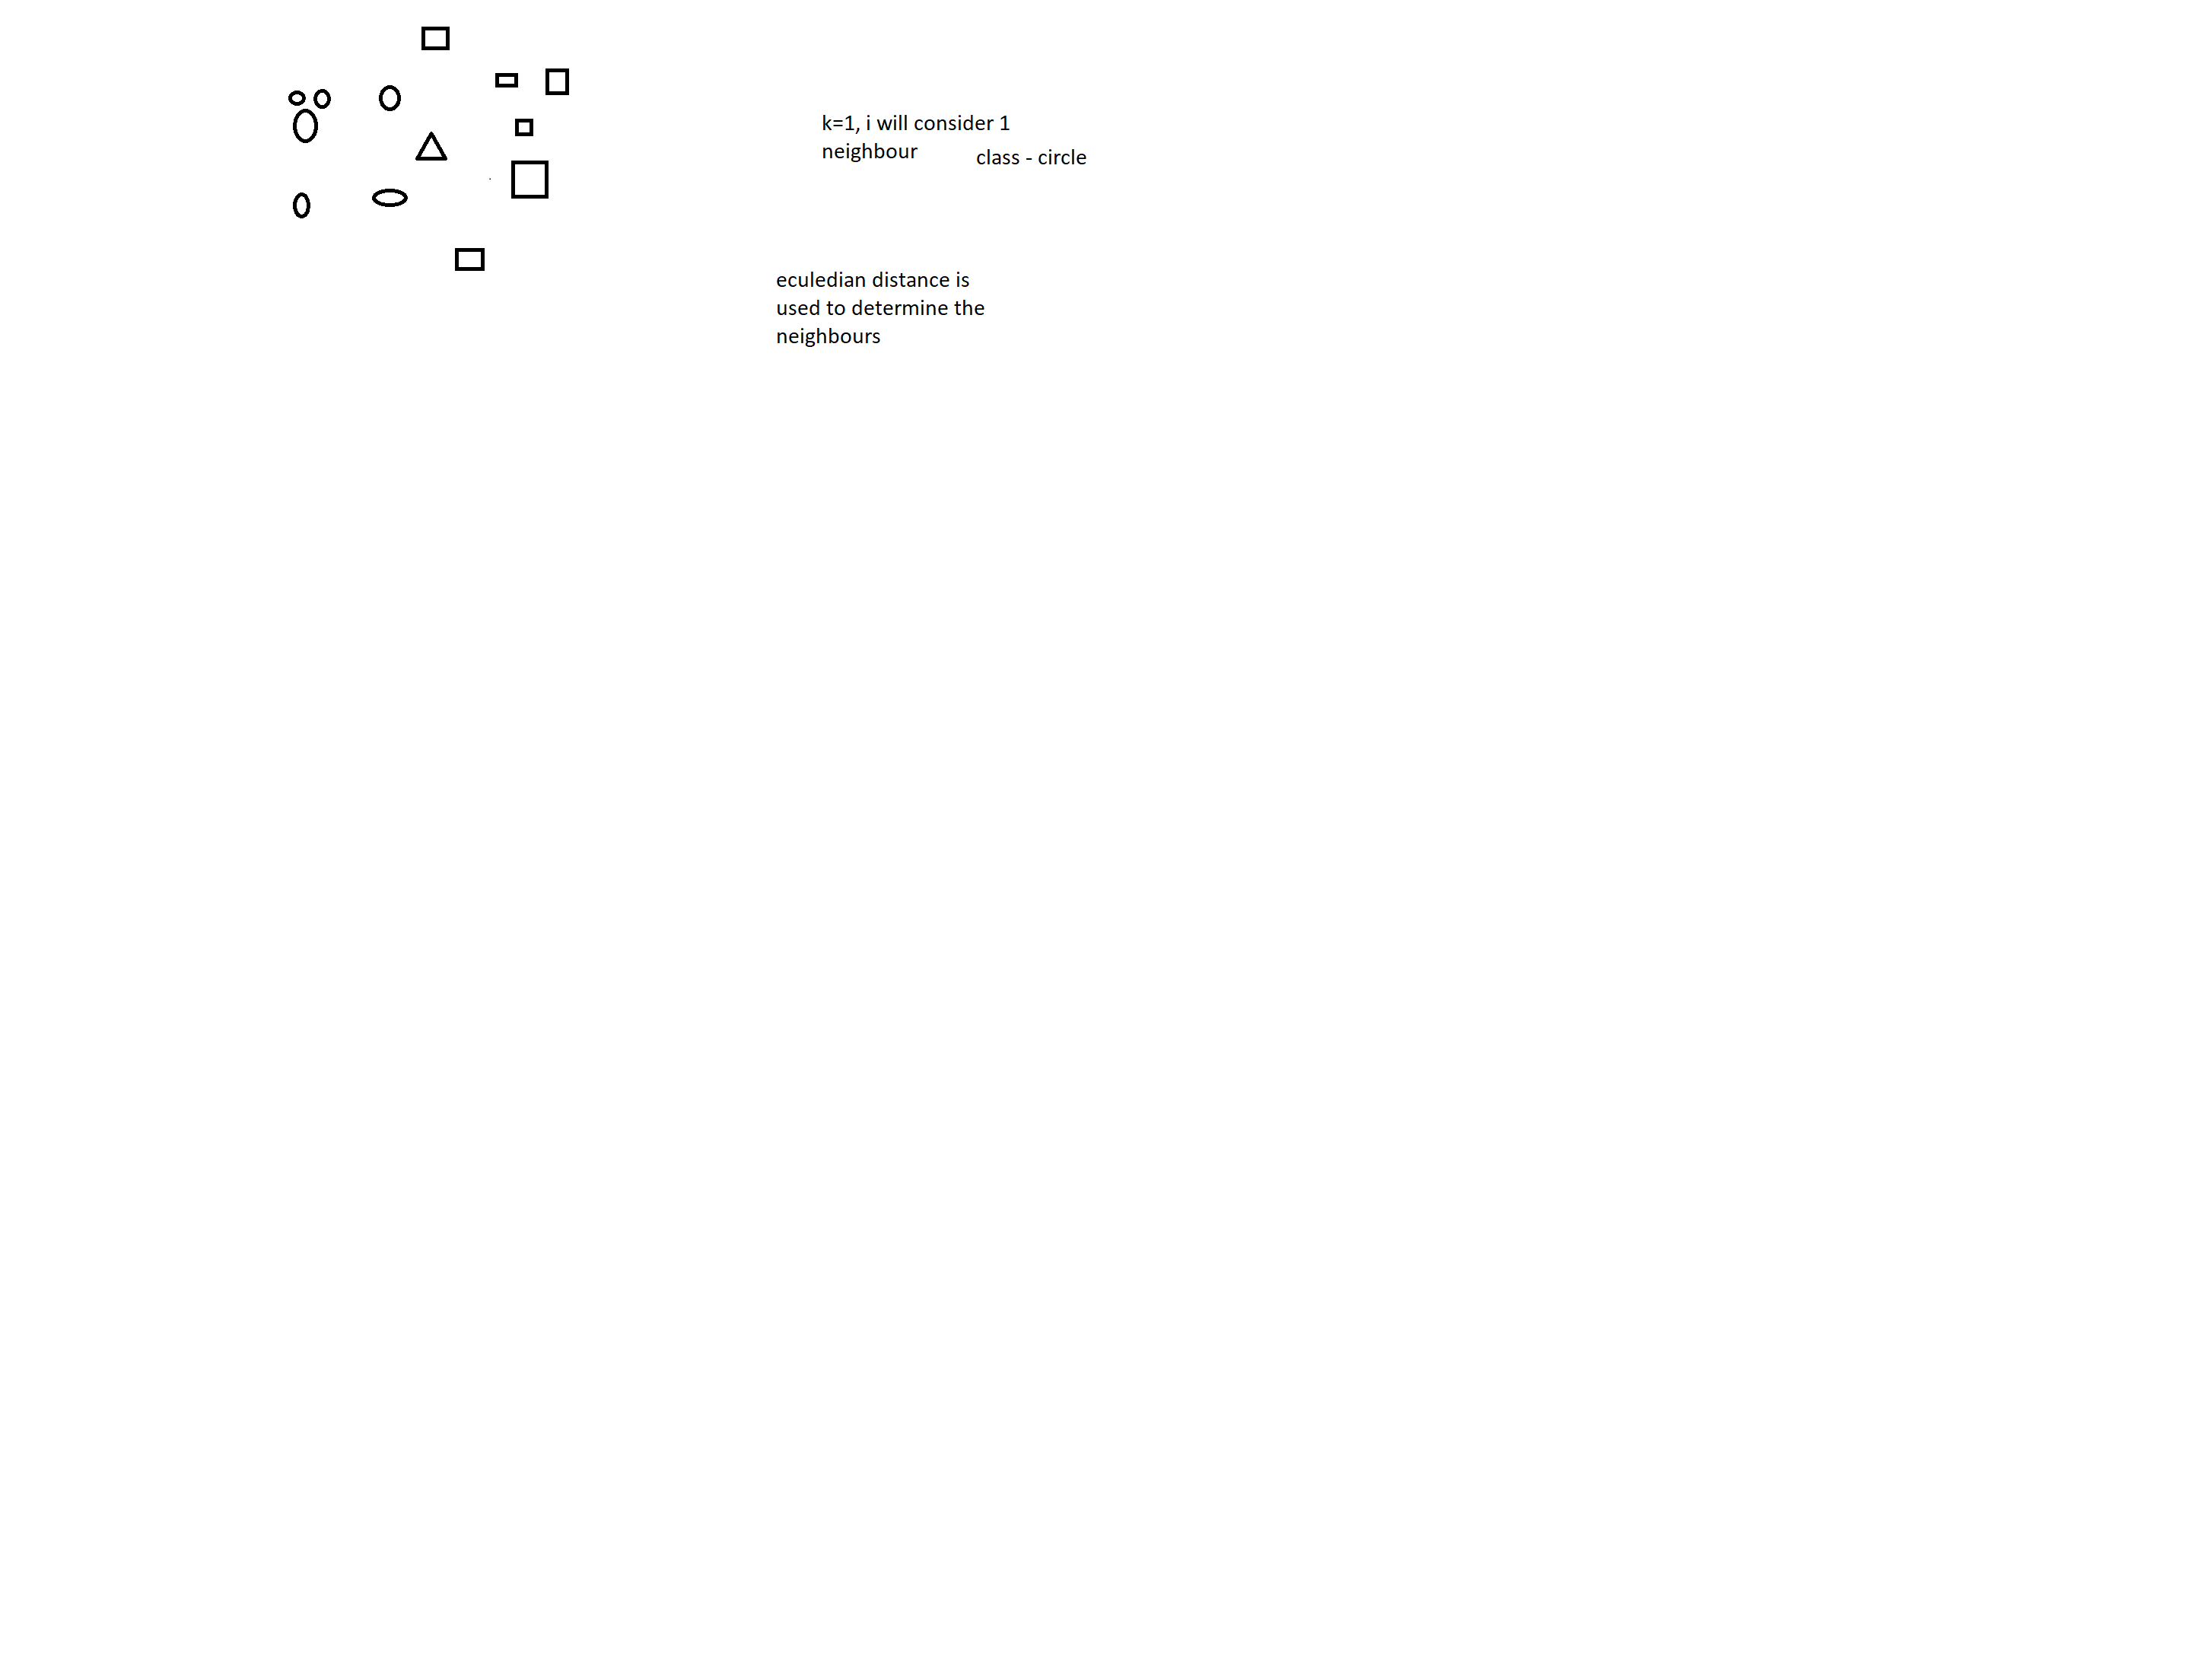 k=1, i will consider 1
neighbour
class - circle
eculedian distance is
used to determine the
neighbours